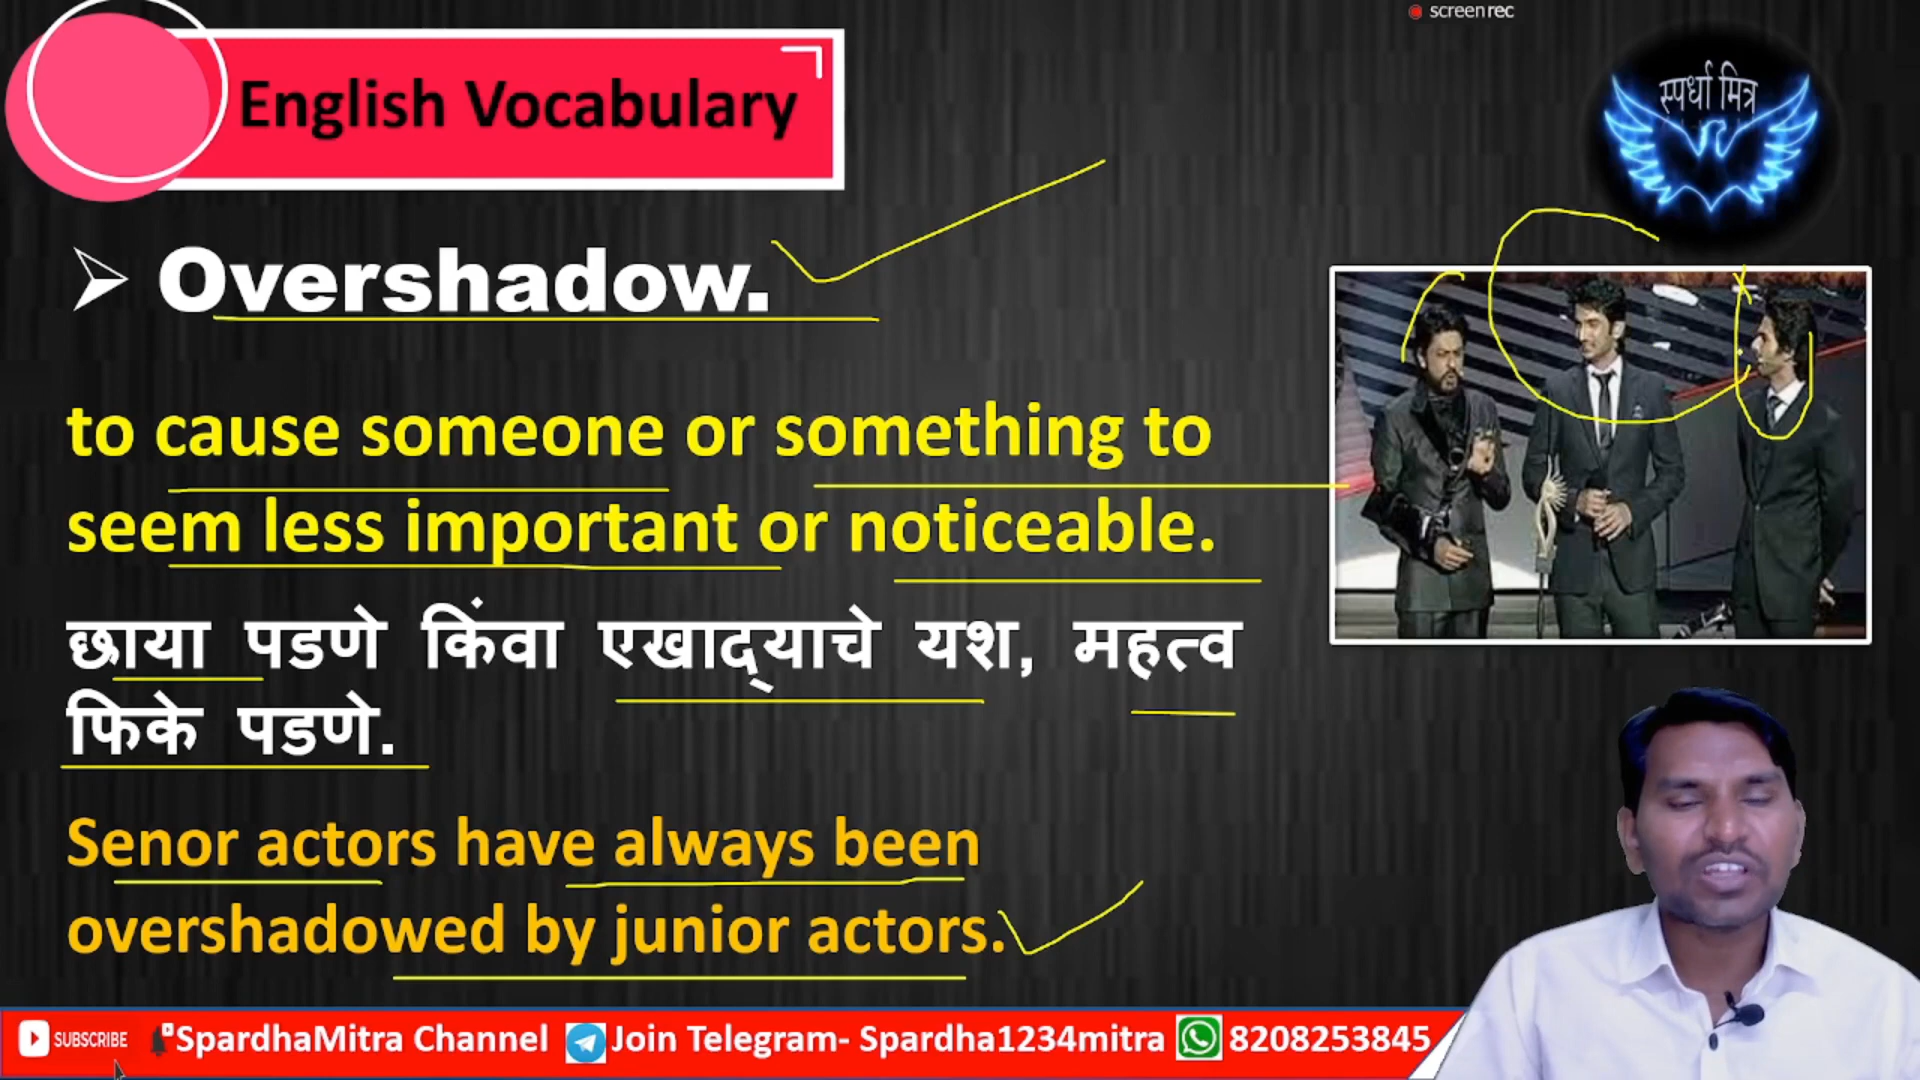 screenrec
English Vocabulary
स्पर्धा मित्र
Overshadow.
to cause someone or something to
seem less important or noticeable.
छाया पडणे किंवा एखाद्‍याचे यश, महत्व
फिके पडणे.
Senor actors have always been
overshadowed by junior actors.
SUBSCRIBE SpardhaMitra Channel Join Telegram- Spardha1234mitra 8208253845